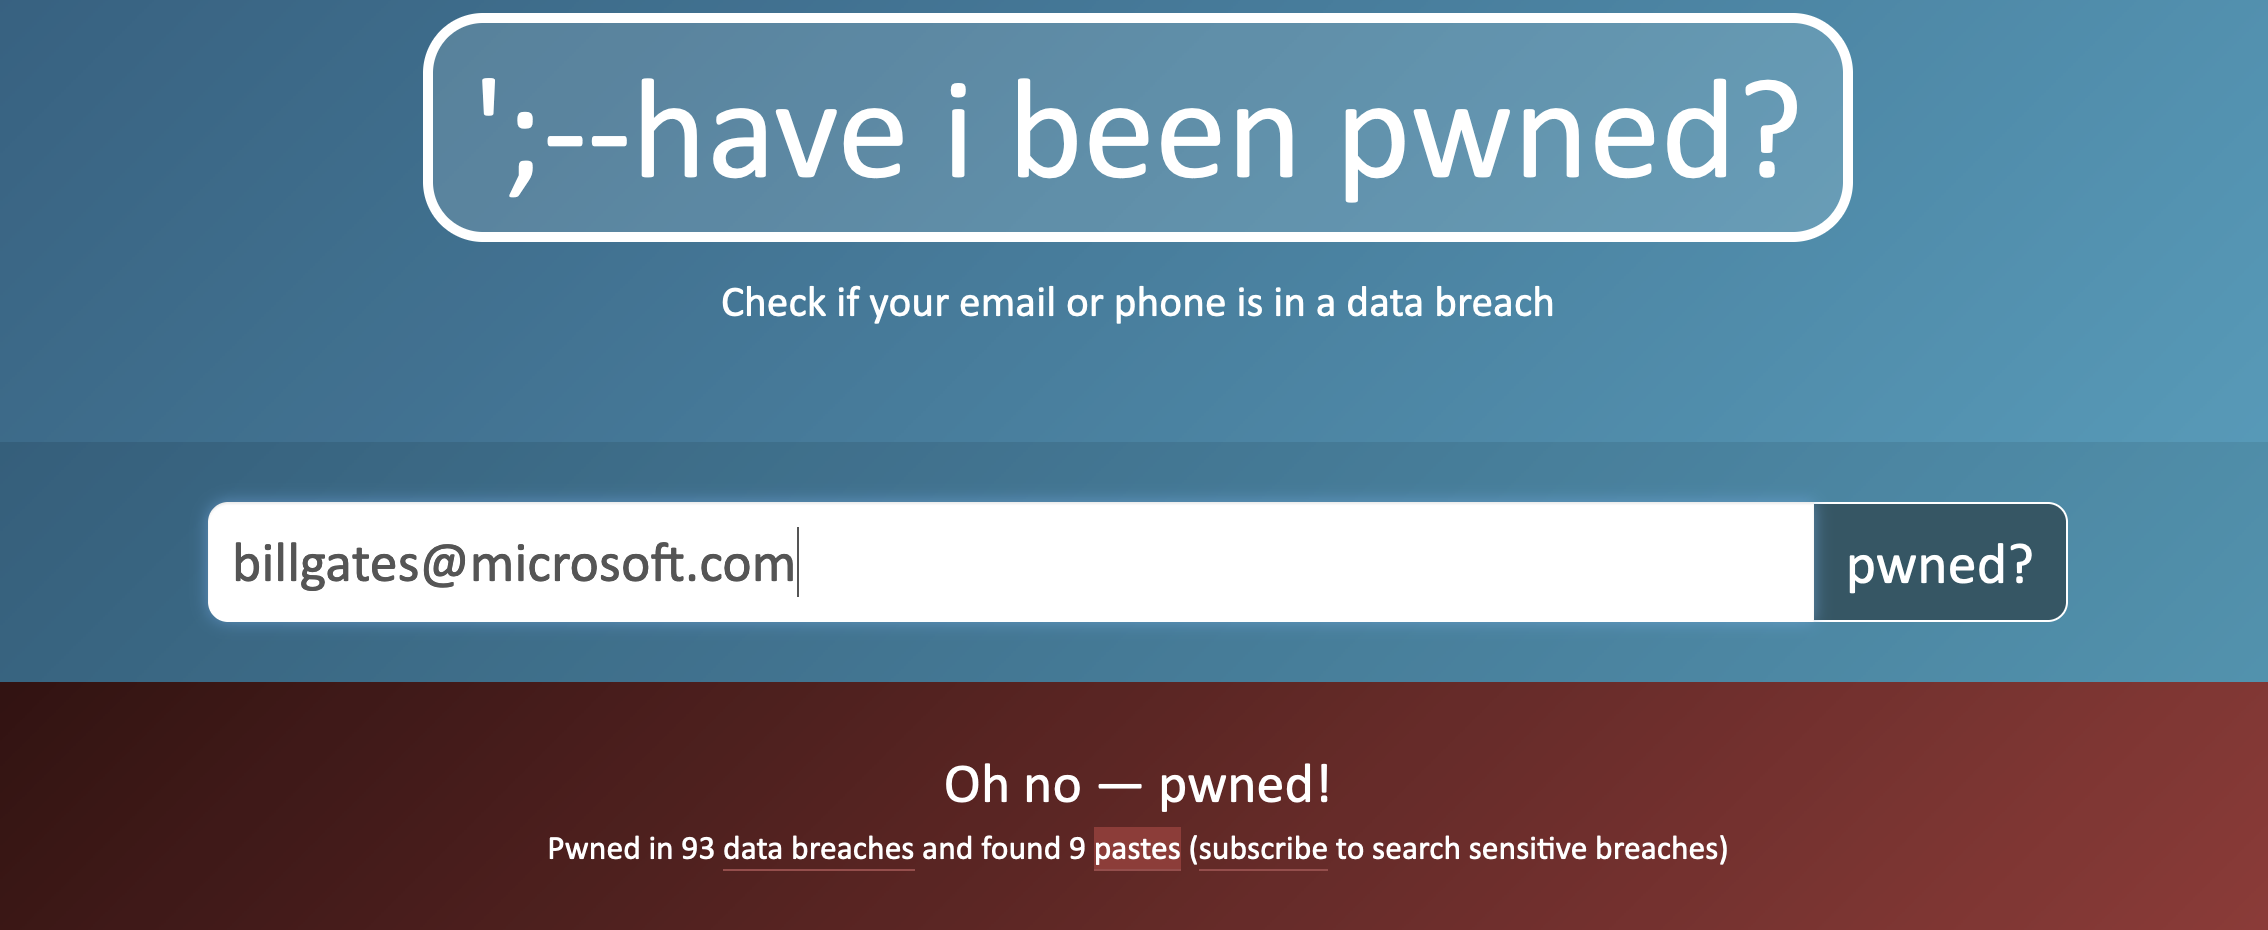 ';--have i been pwned?
Check if your email or phone is in a data breach
billgates@microsoft.com
pwned?
Oh no — pwned!
Pwned in 93 data breaches and found 9 pastes (subscribe to search sensitive breaches)